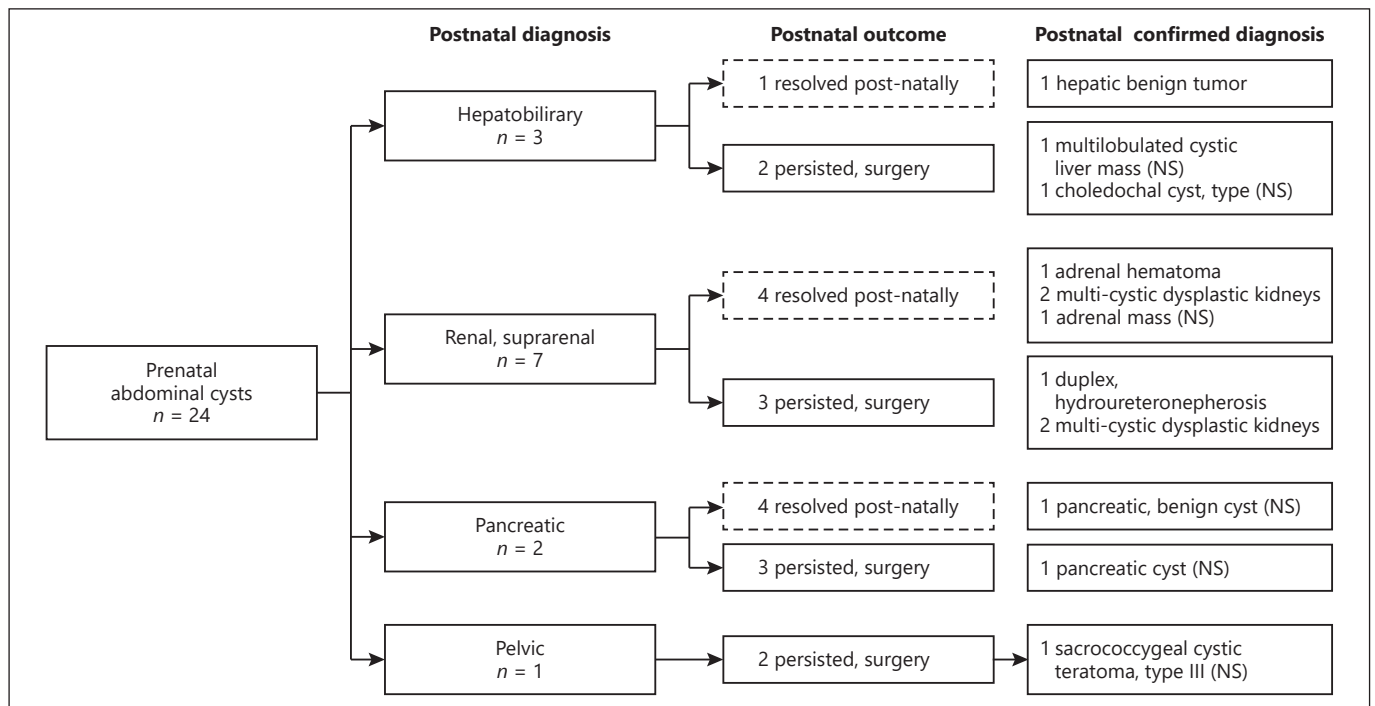 Postnatal diagnosis
Postnatal outcome
Postnatal confirmed diagnosis
Prenatal
abdominal cysts
n = 24
Hepatobilirary
n = 3
1 resolved post-natally
1 hepatic benign tumor
2 persisted, surgery
1 multilobulated cystic
liver mass (NS)
1 choledochal cyst, type (NS)
Renal, suprarenal
n = 7
4 resolved post-natally
1 adrenal hematoma
2 multi-cystic dysplastic kidneys
1 adrenal mass (NS)
3 persisted, surgery
1 duplex,
hydroureteronepherosis
2 multi-cystic dysplastic kidneys
Pancreatic
n = 2
4 resolved post-natally
1 pancreatic, benign cyst (NS)
3 persisted, surgery
1 pancreatic cyst (NS)
Pelvic
n = 1
2 persisted, surgery
1 sacrococcygeal cystic
teratoma, type III (NS)